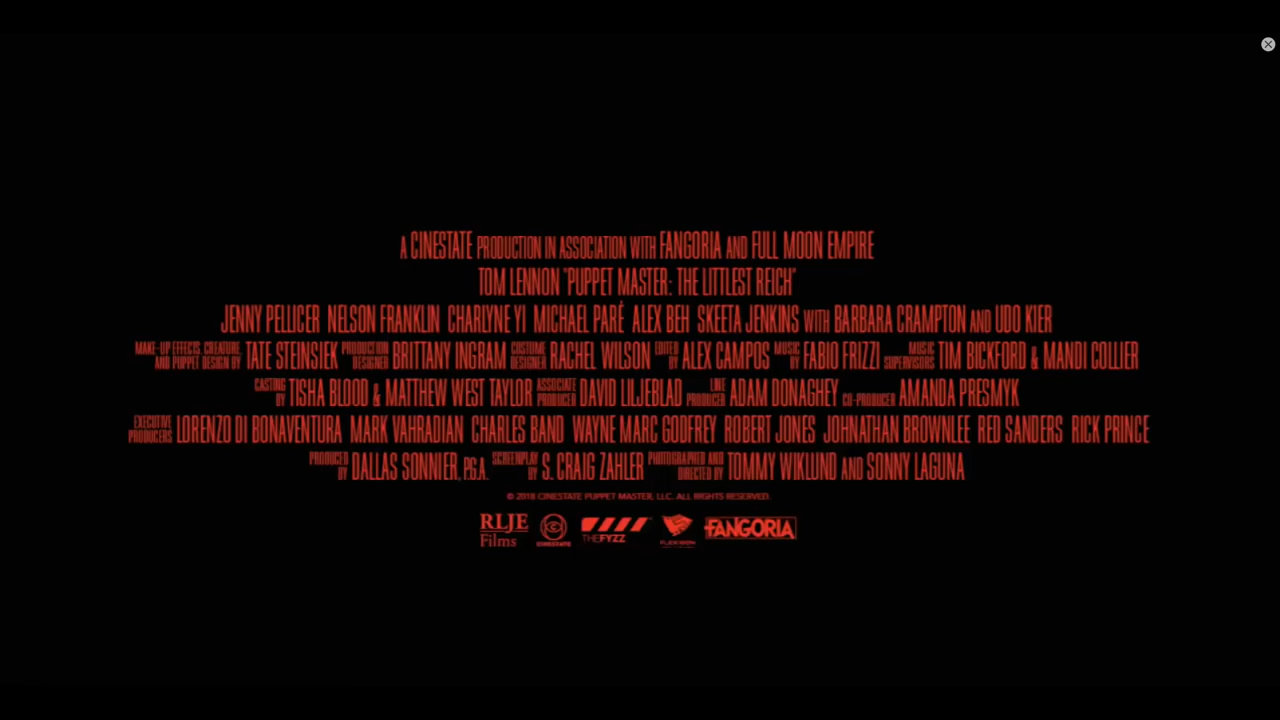 A CINESTATE PRODUCTION IN ASSOCIATION WITH FANGORIA AND FULL MOON EMPIRE
TOM LENNON "PUPPET MASTER: THE LITTLEST REICH"
JENNY PELLICER NELSON FRANKLIN CHARLYNE YI MICHAEL PARÉ ALEX BEH SKEETA JENKINS WITH BARBARA CRAMPTON AND UDO KIER
MAKE-UP EFFECTS, CREATURE, AND PUPPET DESIGN BY TATE STEINSIEK PRODUCTION DESIGNER BRITTANY INGRAM COSTUME DESIGNER RACHEL WILSON EDITED BY ALEX CAMPOS MUSIC BY FABIO FRIZZI MUSIC SUPERVISORS TIM BICKFORD & MANDI COLLIER
CASTING BY TISHA BLOOD & MATTHEW WEST TAYLOR ASSOCIATE PRODUCER DAVID LILJEBLAD LINE PRODUCER ADAM DONAGHEY CO-PRODUCER AMANDA PRESMYK
EXECUTIVE PRODUCERS LORENZO DI BONAVENTURA MARK VAHRADIAN CHARLES BAND WAYNE MARC GODFREY ROBERT JONES JOHNATHAN BROWNLEE RED SANDERS RICK PRINCE
PRODUCED BY DALLAS SONNIER, P.G.A. SCREENPLAY BY S. CRAIG ZAHLER PHOTOGRAPHED AND DIRECTED BY TOMMY WIKLUND AND SONNY LAGUNA
© 2018 CINESTATE PUPPET MASTER, LLC. ALL RIGHTS RESERVED.
RLJE Films CINESTATE THEFYZZ FANGORIA